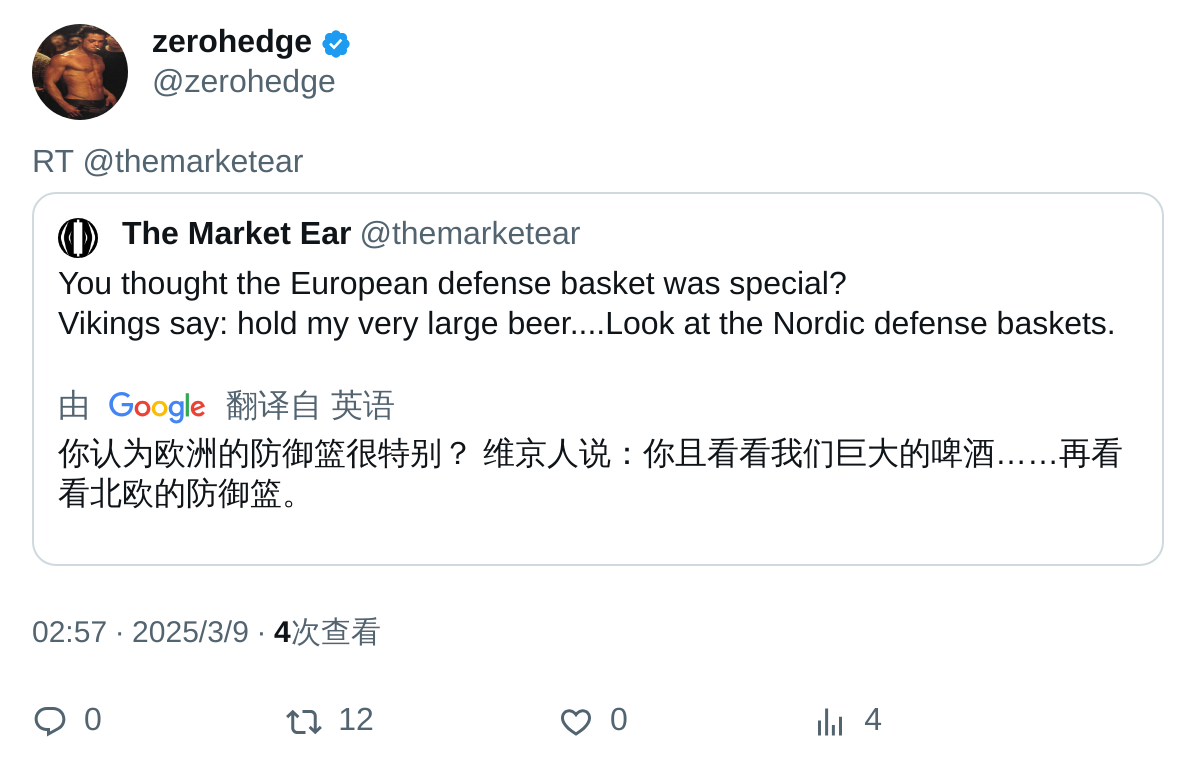 zerohedge
@zerohedge
RT @themarketear
The Market Ear @themarketear
You thought the European defense basket was special?
Vikings say: hold my very large beer....Look at the Nordic defense baskets.
由 Google 翻译自 英语
你认为欧洲的防御篮很特别？ 维京人说：你且看看我们巨大的啤酒……再看
看北欧的防御篮。
02:57 · 2025/3/9 · 4次查看
0 12 0 4